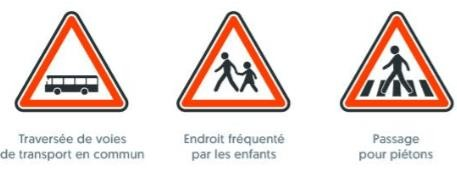 Traversée de voies
de transport en commun
Endroit fréquenté
par les enfants
Passage
pour piétons